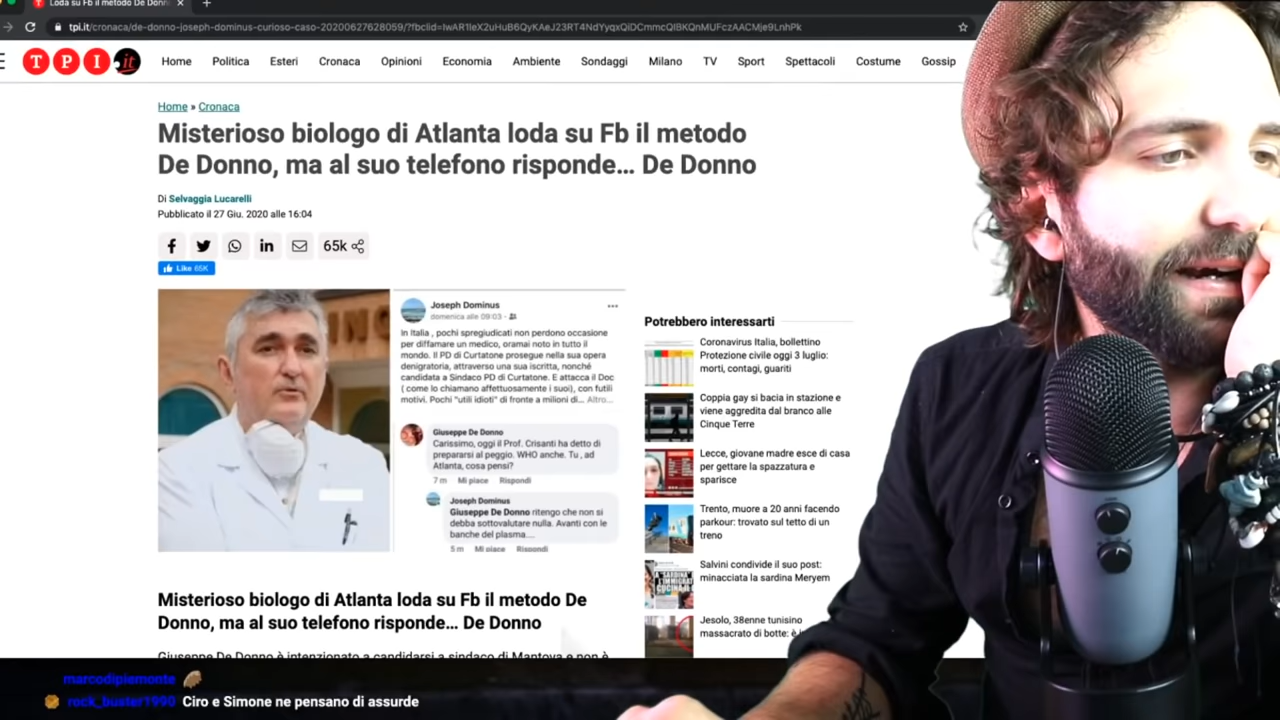 Loda su Fb il metodo De Donn
tpi.it/cronaca/de-donno-joseph-dominus-curioso-caso-20200627628059/?fbclid=
TPI.it
Home Politica Esteri Cronaca Opinioni Economia Ambiente Sondaggi Milano TV Sport Spettacoli Costume Gossip
Home » Cronaca
Misterioso biologo di Atlanta loda su Fb il metodo
De Donno, ma al suo telefono risponde... De Donno
Di Selvaggia Lucarelli
Pubblicato il 27 Giu. 2020 alle 16:04
65k
Like 65K
Joseph Dominus
domenica alle 09:03
In Italia , pochi spregiudicati non perdono occasione
per diffamare un medico, oramai noto in tutto il
mondo. Il PD di Curtatone prosegue nella sua opera
denigratoria, attraverso una sua iscritta, nonché
candidata a Sindaco PD di Curtatone. E attacca il Doc
( come lo chiamano affettuosamente i suoi), con futili
motivi. Pochi "utili idioti" di fronte a milioni di... Altro...
Giuseppe De Donno
Carissimo, oggi il Prof. Crisanti ha detto di
prepararsi al peggio. WHO anche. Tu , ad
Atlanta, cosa pensi?
7 m Mi piace Rispondi
Joseph Dominus
Giuseppe De Donno ritengo che non si
debba sottovalutare nulla. Avanti con le
banche del plasma....
5 m Mi piace Rispondi
Potrebbero interessarti
Coronavirus Italia, bollettino
Protezione civile oggi 3 luglio:
morti, contagi, guariti
Coppia gay si bacia in stazione e
viene aggredita dal branco alle
Cinque Terre
Lecce, giovane madre esce di casa
per gettare la spazzatura e
sparisce
Trento, muore a 20 anni facendo
parkour: trovato sul tetto di un
treno
Salvini condivide il suo post:
minacciata la sardina Meryem
Jesolo, 38enne tunisino
massacrato di botte: è
Misterioso biologo di Atlanta loda su Fb il metodo De
Donno, ma al suo telefono risponde... De Donno
Giuseppe De Donno è intenzionato a candidarsi a sindaco di Mantova e non è
marcodipiemonte
rock_buster1990 Ciro e Simone ne pensano di assurde